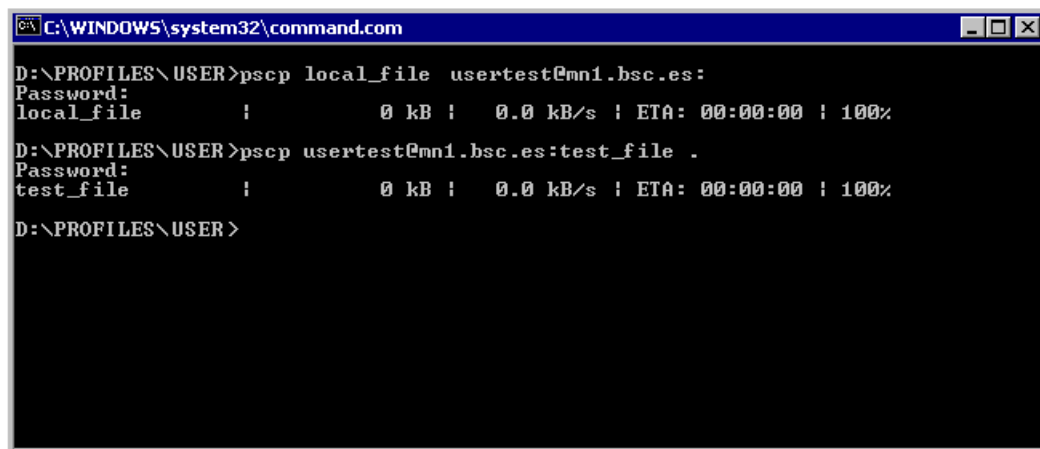 C:\WINDOWS\system32\command.com
D:\PROFILES\USER>pscp local_file  usertest@mn1.bsc.es:
Password:
local_file          |          0 kB |   0.0 kB/s | ETA: 00:00:00 | 100%
D:\PROFILES\USER>pscp usertest@mn1.bsc.es:test_file .
Password:
test_file           |          0 kB |   0.0 kB/s | ETA: 00:00:00 | 100%
D:\PROFILES\USER>